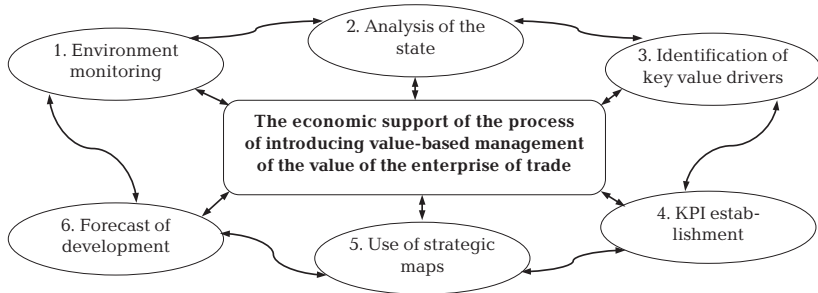 1. Environment
monitoring
2. Analysis of the
state
3. Identification of
key value drivers
The economic support of the process
of introducing value-based management
of the value of the enterprise of trade
6. Forecast of
development
5. Use of strategic
maps
4. KPI estab-
lishment